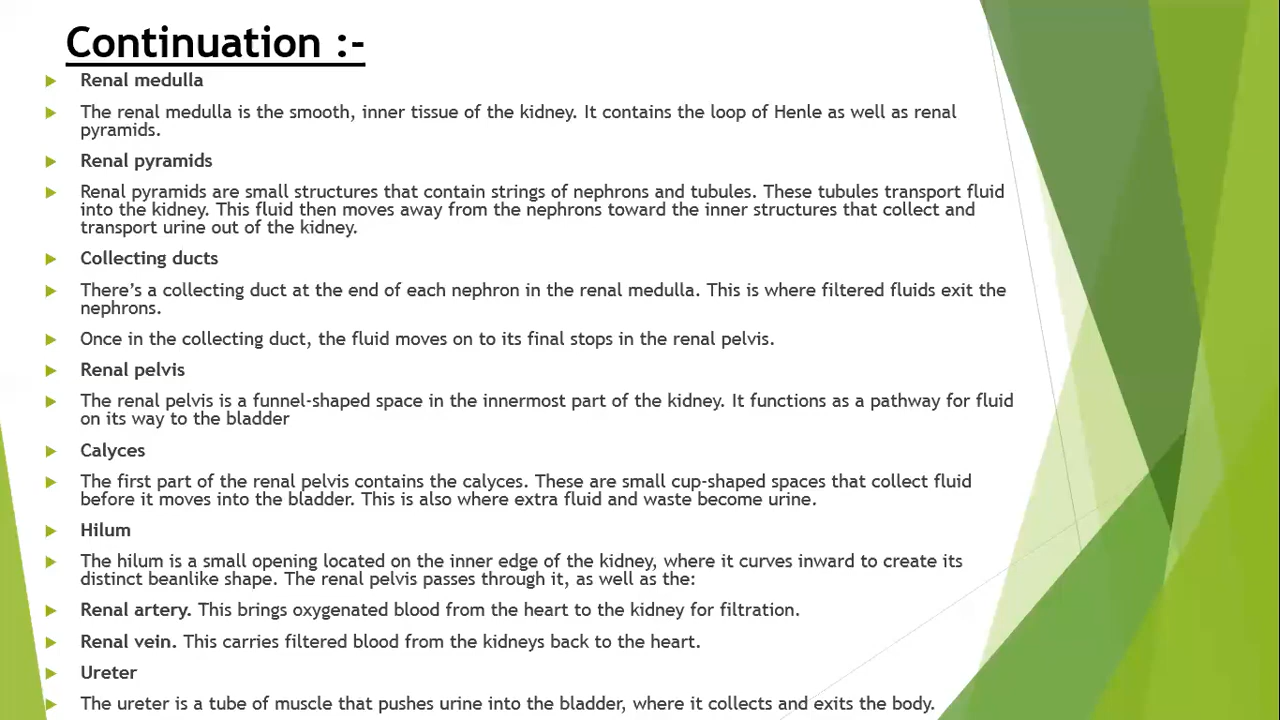 Continuation :-
Renal medulla
The renal medulla is the smooth, inner tissue of the kidney. It contains the loop of Henle as well as renal
pyramids.
Renal pyramids
Renal pyramids are small structures that contain strings of nephrons and tubules. These tubules transport fluid
into the kidney. This fluid then moves away from the nephrons toward the inner structures that collect and
transport urine out of the kidney.
Collecting ducts
There’s a collecting duct at the end of each nephron in the renal medulla. This is where filtered fluids exit the
nephrons.
Once in the collecting duct, the fluid moves on to its final stops in the renal pelvis.
Renal pelvis
The renal pelvis is a funnel-shaped space in the innermost part of the kidney. It functions as a pathway for fluid
on its way to the bladder
Calyces
The first part of the renal pelvis contains the calyces. These are small cup-shaped spaces that collect fluid
before it moves into the bladder. This is also where extra fluid and waste become urine.
Hilum
The hilum is a small opening located on the inner edge of the kidney, where it curves inward to create its
distinct beanlike shape. The renal pelvis passes through it, as well as the:
Renal artery. This brings oxygenated blood from the heart to the kidney for filtration.
Renal vein. This carries filtered blood from the kidneys back to the heart.
Ureter
The ureter is a tube of muscle that pushes urine into the bladder, where it collects and exits the body.